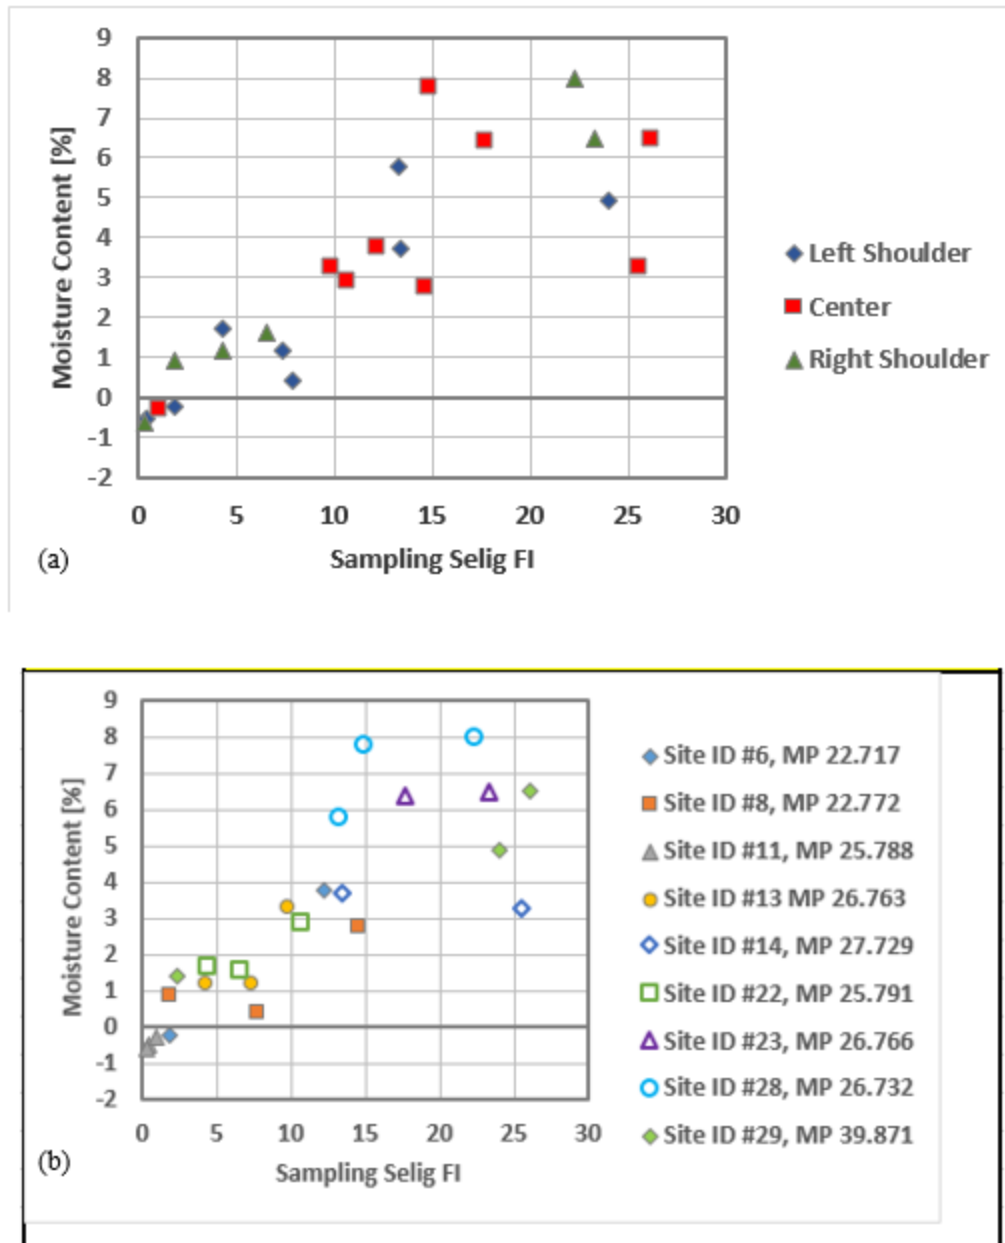 9
8
7
6
5
4
3
2
1
0
-1
-2
Moisture Content [%]
0 5 10 15 20 25 30
Sampling Selig FI
(a)
Left Shoulder
Center
Right Shoulder
9
8
7
6
5
4
3
2
1
0
-1
-2
Moisture Content [%]
0 5 10 15 20 25 30
Sampling Selig FI
(b)
Site ID #6, MP 22.717
Site ID #8, MP 22.772
Site ID #11, MP 25.788
Site ID #13 MP 26.763
Site ID #14, MP 27.729
Site ID #22, MP 25.791
Site ID #23, MP 26.766
Site ID #28, MP 26.732
Site ID #29, MP 39.871